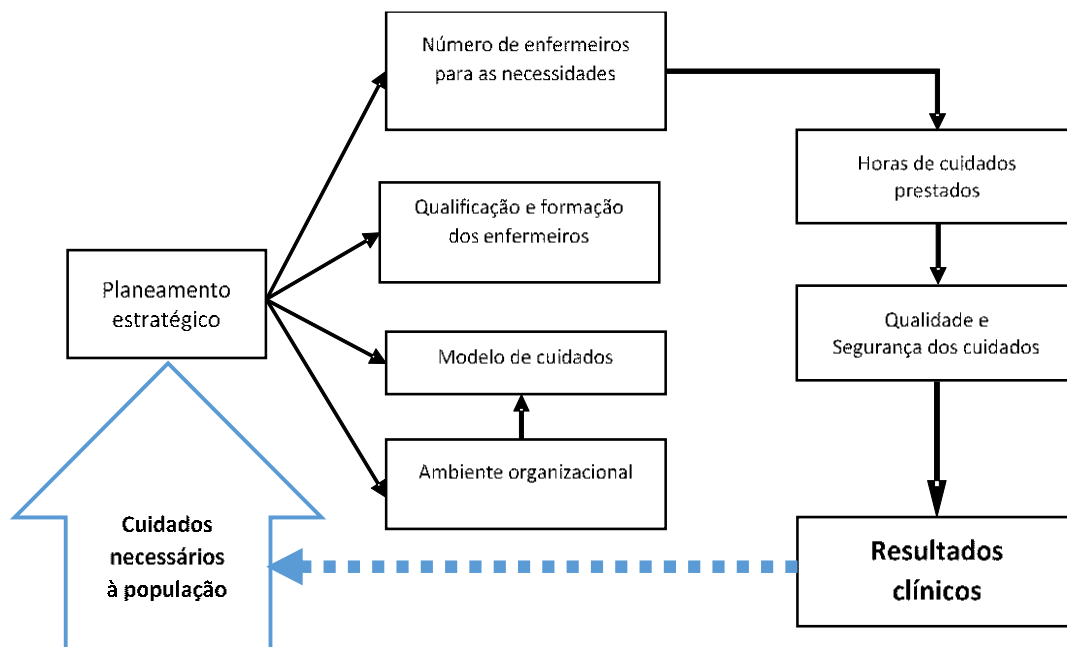 Número de enfermeiros
para as necessidades
Horas de cuidados
prestados
Qualificação e formação
dos enfermeiros
Planeamento
estratégico
Qualidade e
Segurança dos cuidados
Modelo de cuidados
Ambiente organizacional
Cuidados
necessários
à população
Resultados
clínicos